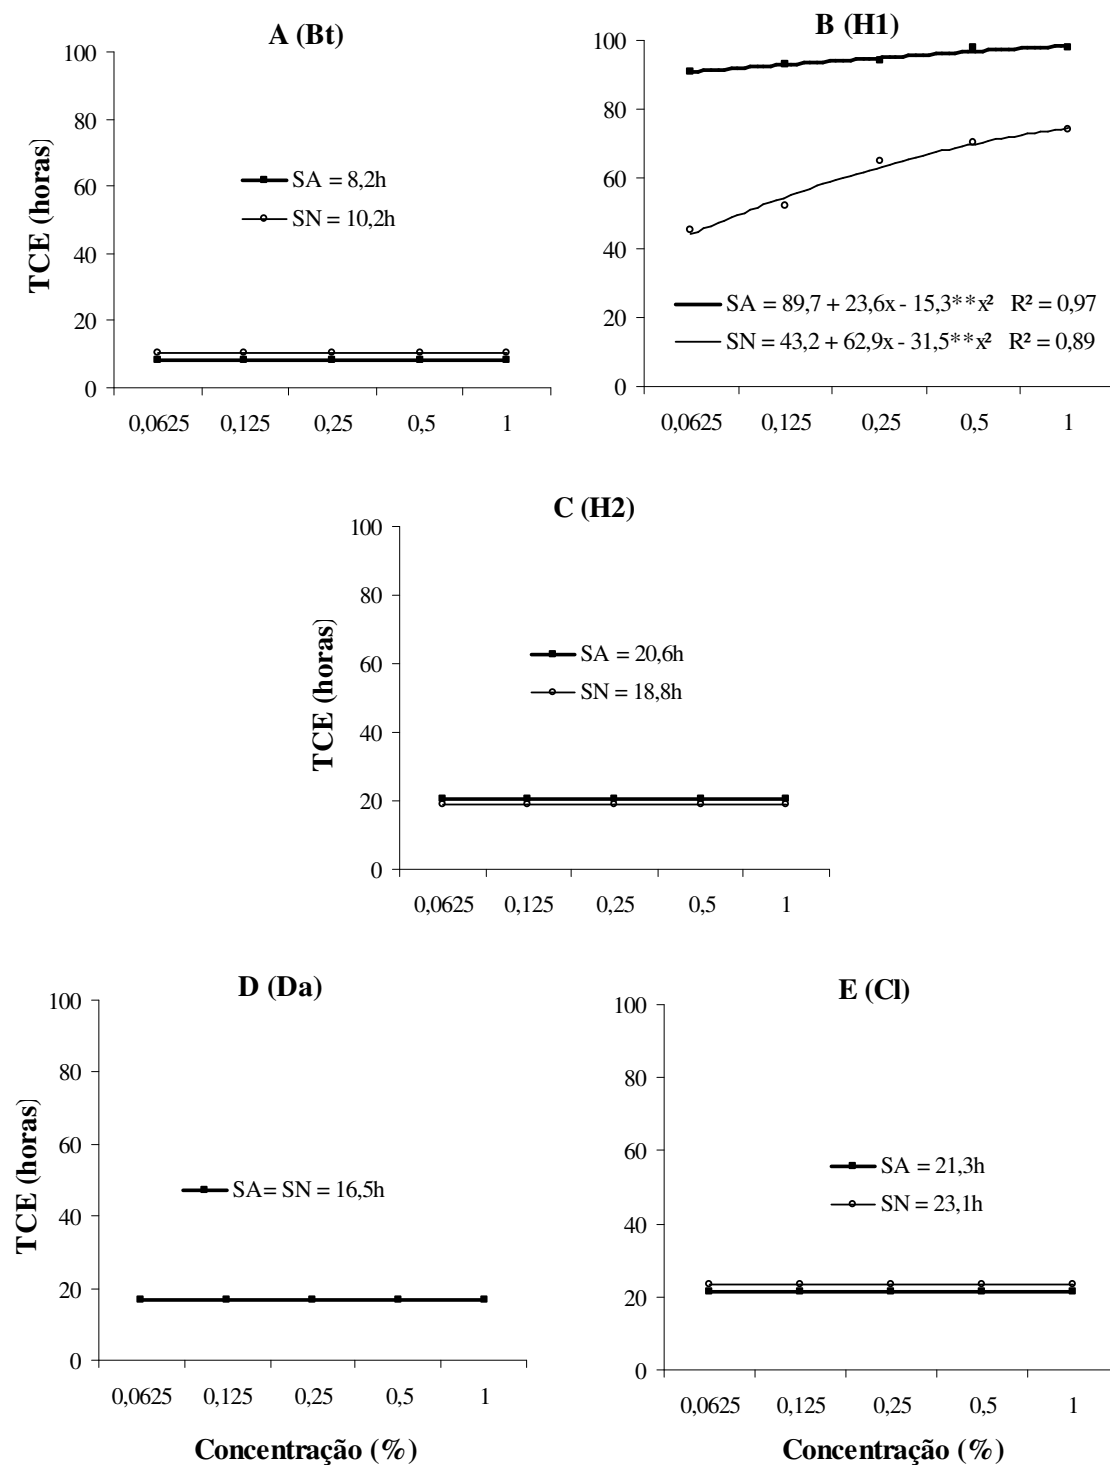 A (Bt)
TCE (horas)
100
80
60
40
20
0
SA = 8,2h
SN = 10,2h
0,0625 0,125 0,25 0,5 1
B (H1)
100
80
60
40
20
0
SA = 89,7 + 23,6x - 15,3**x² R² = 0,97
SN = 43,2 + 62,9x - 31,5**x² R² = 0,89
0,0625 0,125 0,25 0,5 1
C (H2)
TCE (horas)
100
80
60
40
20
0
SA = 20,6h
SN = 18,8h
0,0625 0,125 0,25 0,5 1
D (Da)
TCE (horas)
100
80
60
40
20
0
SA= SN = 16,5h
0,0625 0,125 0,25 0,5 1
Concentração (%)
E (Cl)
100
80
60
40
20
0
SA = 21,3h
SN = 23,1h
0,0625 0,125 0,25 0,5 1
Concentração (%)